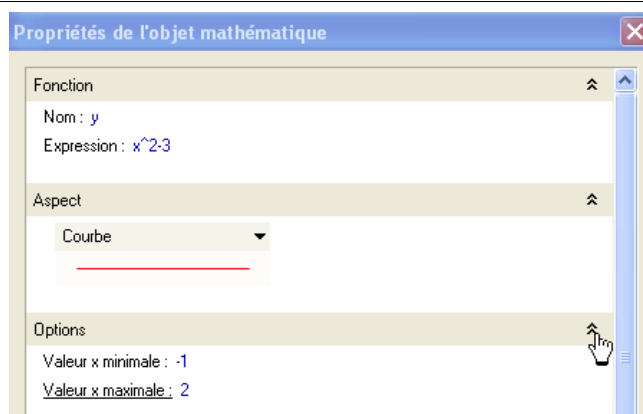 Propriétés de l'objet mathématique
Fonction
Nom : y
Expression : x^2-3
Aspect
Courbe
Options
Valeur x minimale : -1
Valeur x maximale : 2